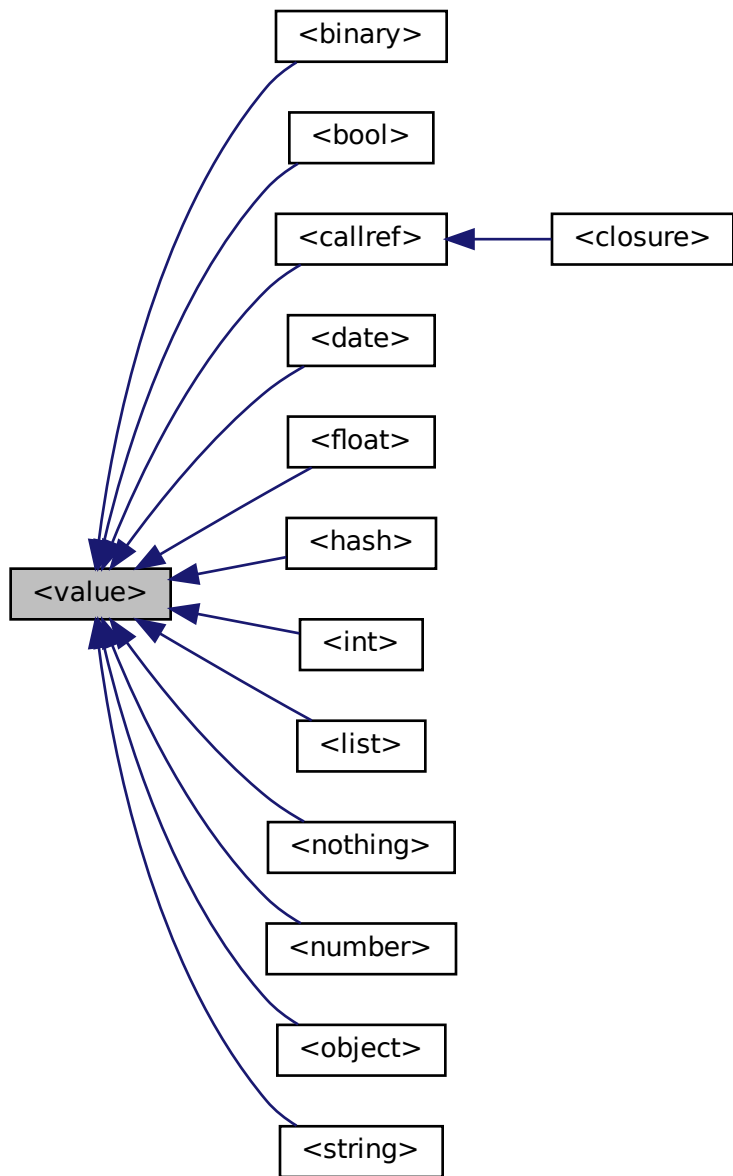 <binary>
<bool>
<callref>
<closure>
<date>
<float>
<hash>
<value>
<int>
<list>
<nothing>
<number>
<object>
<string>